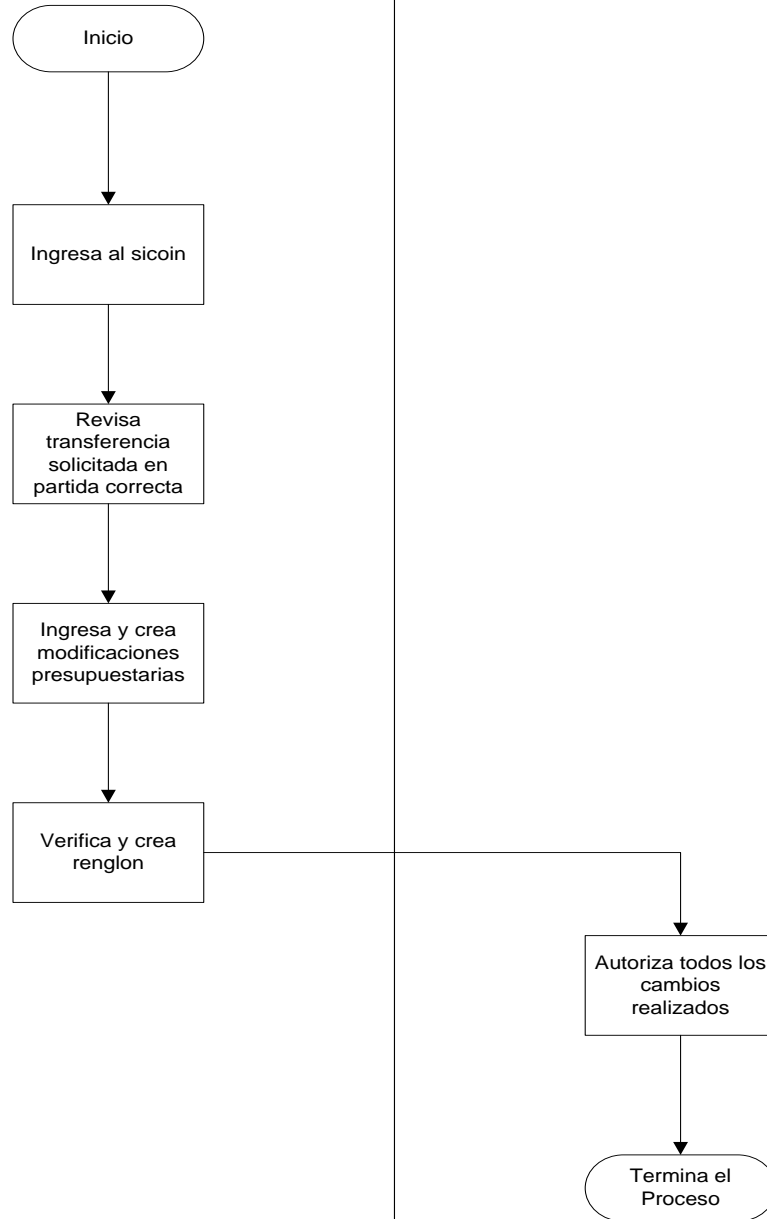 Inicio
Ingresa al sicoin
Revisa
transferencia
solicitada en
partida correcta
Ingresa y crea
modificaciones
presupuestarias
Verifica y crea
renglon
Autoriza todos los
cambios
realizados
Termina el
Proceso